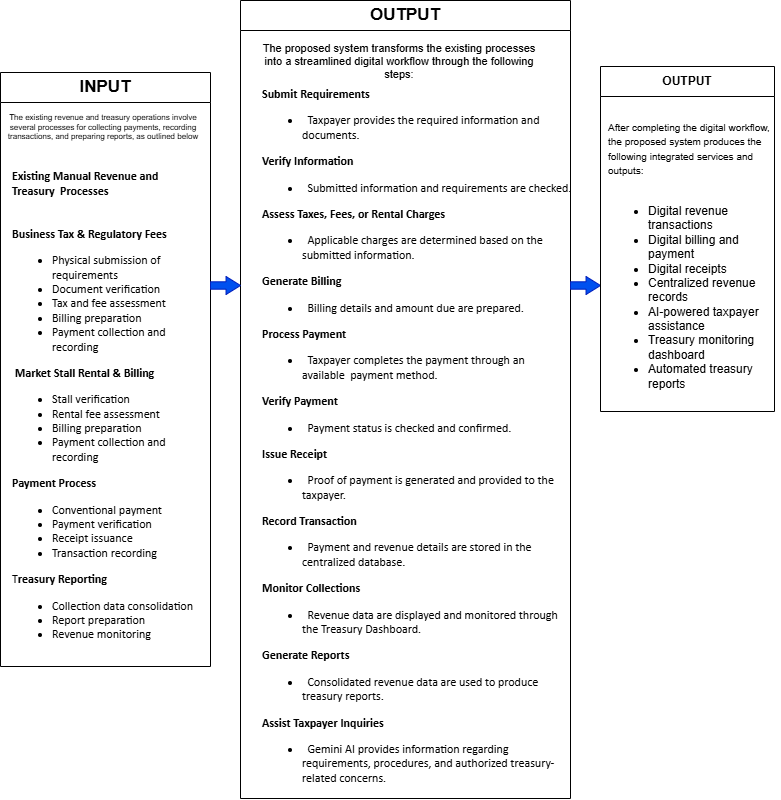 INPUT
The existing revenue and treasury operations involve
several processes for collecting payments, recording
transactions, and preparing reports, as outlined below
Existing Manual Revenue and
Treasury Processes
Business Tax & Regulatory Fees
• Physical submission of
requirements
• Document verification
• Tax and fee assessment
• Billing preparation
• Payment collection and
recording
Market Stall Rental & Billing
• Stall verification
• Rental fee assessment
• Billing preparation
• Payment collection and
recording
Payment Process
• Conventional payment
• Payment verification
• Receipt issuance
• Transaction recording
Treasury Reporting
• Collection data consolidation
• Report preparation
• Revenue monitoring
OUTPUT
The proposed system transforms the existing processes
into a streamlined digital workflow through the following
steps:
Submit Requirements
• Taxpayer provides the required information and
documents.
Verify Information
• Submitted information and requirements are checked.
Assess Taxes, Fees, or Rental Charges
• Applicable charges are determined based on the
submitted information.
Generate Billing
• Billing details and amount due are prepared.
Process Payment
• Taxpayer completes the payment through an
available payment method.
Verify Payment
• Payment status is checked and confirmed.
Issue Receipt
• Proof of payment is generated and provided to the
taxpayer.
Record Transaction
• Payment and revenue details are stored in the
centralized database.
Monitor Collections
• Revenue data are displayed and monitored through
the Treasury Dashboard.
Generate Reports
• Consolidated revenue data are used to produce
treasury reports.
Assist Taxpayer Inquiries
• Gemini AI provides information regarding
requirements, procedures, and authorized treasury-
related concerns.
OUTPUT
After completing the digital workflow,
the proposed system produces the
following integrated services and
outputs:
• Digital revenue
transactions
• Digital billing and
payment
• Digital receipts
• Centralized revenue
records
• AI-powered taxpayer
assistance
• Treasury monitoring
dashboard
• Automated treasury
reports